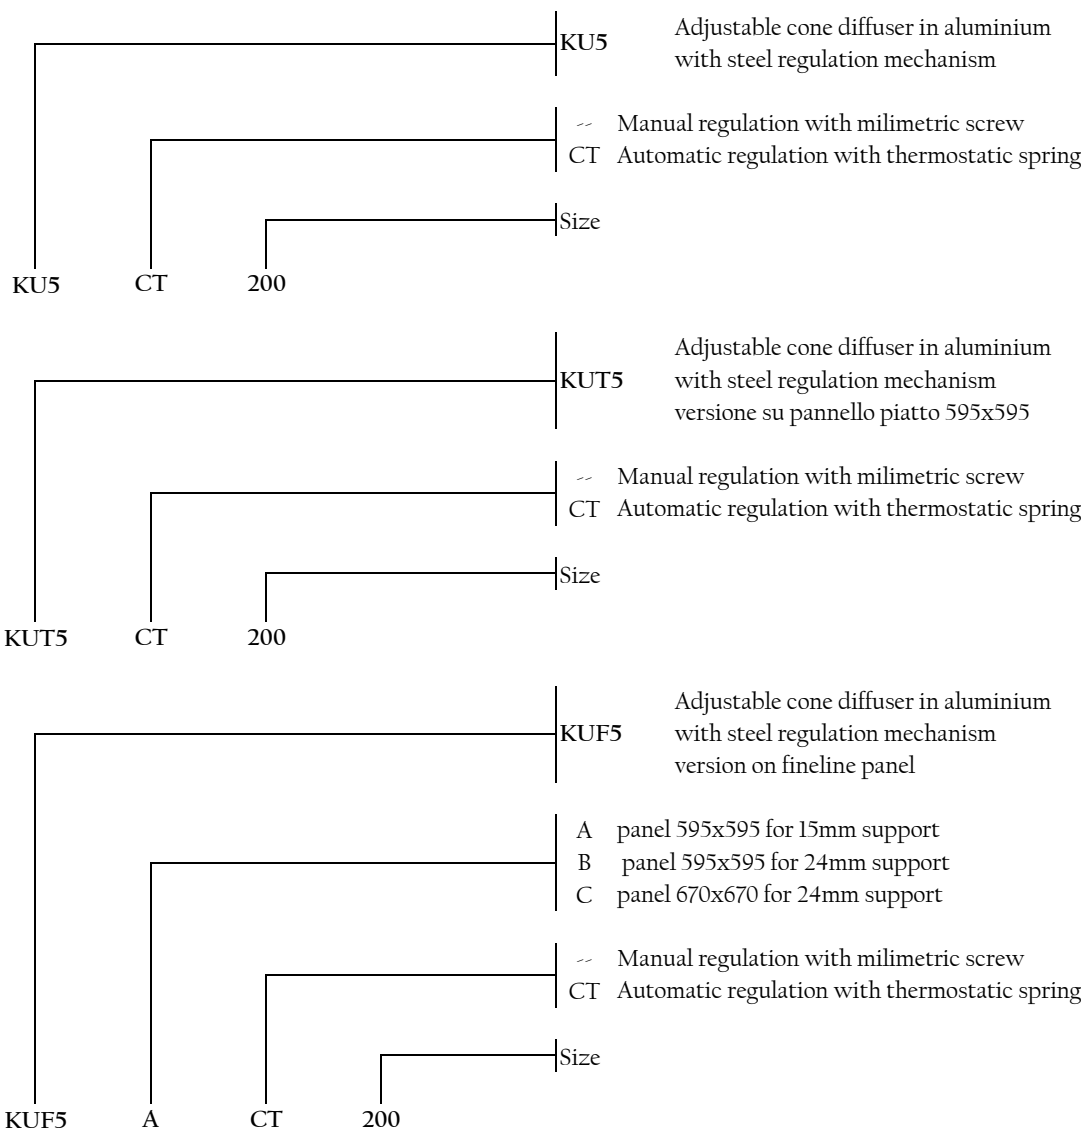 KU5 Adjustable cone diffuser in aluminium
with steel regulation mechanism
-- Manual regulation with milimetric screw
CT Automatic regulation with thermostatic spring
Size
KU5 CT 200
Adjustable cone diffuser in aluminium
KUT5 with steel regulation mechanism
versione su pannello piatto 595x595
-- Manual regulation with milimetric screw
CT Automatic regulation with thermostatic spring
Size
KUT5 CT 200
Adjustable cone diffuser in aluminium
KUF5 with steel regulation mechanism
version on fineline panel
A panel 595x595 for 15mm support
B panel 595x595 for 24mm support
C panel 670x670 for 24mm support
-- Manual regulation with milimetric screw
CT Automatic regulation with thermostatic spring
Size
KUF5 A CT 200